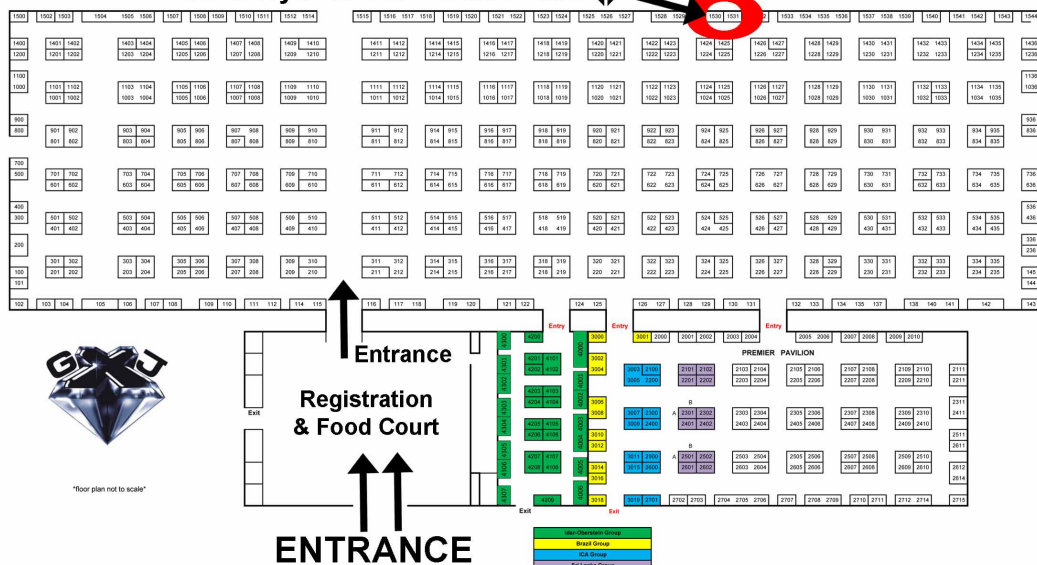 1500 1501 1502 1503 1504 1505 1506 1507 1508 1509 1510 1511 1512 1514 1515 1516 1517 1518 1519 1520 1521 1522 1523 1525 1526 1527 1528 1530 1531 1533 1534 1535 1536 1537 1538 1539 1540 1541 1542 1543 1544
1400 1401 1402 1403 1404 1405 1406 1407 1408 1409 1410 1411 1412 1414 1415 1416 1417 1418 1419 1420 1421 1422 1423 1424 1425 1426 1427 1428 1429 1430 1431 1432 1433 1434 1435 1436
1200 1201 1202 1203 1204 1205 1206 1207 1208 1209 1210 1211 1212 1214 1215 1216 1217 1218 1219 1220 1221 1222 1223 1224 1225 1226 1227 1228 1229 1230 1231 1232 1233 1234 1235 1236
1100 1136
1000 1101 1102 1103 1104 1105 1106 1107 1108 1109 1110 1111 1112 1114 1115 1116 1117 1118 1119 1120 1121 1122 1123 1124 1125 1126 1127 1128 1129 1130 1131 1132 1133 1134 1135 1036
1001 1002 1003 1004 1005 1006 1007 1008 1009 1010 1011 1012 1014 1015 1016 1017 1018 1019 1020 1021 1022 1023 1024 1025 1026 1027 1028 1029 1030 1031 1032 1033 1034 1035
900 936
800 901 902 903 904 905 906 907 908 909 910 911 912 914 915 916 917 918 919 920 921 922 923 924 925 926 927 928 929 930 931 932 933 934 935 836
801 802 803 804 805 806 807 808 809 810 811 812 814 815 816 817 818 819 820 821 822 823 824 825 826 827 828 829 830 831 832 833 834 835
700
500 701 702 703 704 705 706 707 708 709 710 711 712 714 715 716 717 718 719 720 721 722 723 724 725 726 727 728 729 730 731 732 733 734 735 736
601 602 603 604 605 606 607 608 609 610 611 612 614 615 616 617 618 619 620 621 622 623 624 625 626 627 628 629 630 631 632 633 634 635 636
400 536
300 501 502 503 504 505 506 507 508 509 510 511 512 514 515 516 517 518 519 520 521 522 523 524 525 526 527 528 529 530 531 532 533 534 535 436
401 402 403 404 405 406 407 408 409 410 411 412 414 415 416 417 418 419 420 421 422 423 424 425 426 427 428 429 430 431 432 433 434 435
200 336
236
301 302 303 304 305 306 307 308 309 310 311 312 314 315 316 317 318 319 320 321 322 323 324 325 326 327 328 329 330 331 332 333 334 335
100 201 202 203 204 205 206 207 208 209 210 211 212 214 215 216 217 218 219 220 221 222 223 224 225 226 227 228 229 230 231 232 233 234 235 145
101 144
102 103 104 105 106 107 108 109 110 111 112 114 115 116 117 118 119 120 121 122 124 125 126 127 128 129 130 131 132 133 134 135 136 137 138 140 141 142 143
Entry Entry Entry
4300 4200 4000 3000 3001 2000 2001 2002 2003 2004 2005 2006 2007 2008 2009 2010
Entrance
PREMIER PAVILION
4301 4201 4101 3002
4202 4102 3004 3003 2100 2101 2102 2103 2104 2105 2106 2107 2108 2109 2110 2111
4302 4001 3005 2200 2201 2202 2203 2204 2205 2206 2207 2208 2209 2210 2211
4203 4103
Registration
4303 4204 4104 4002 3006 B 2311
Exit 3008 3007 2300 A 2301 2302 2303 2304 2305 2306 2307 2308 2309 2310 2411
& Food Court
4304 4205 4105 4003 3009 2400 2401 2402 2403 2404 2405 2406 2407 2408 2409 2410
4206 4106 4004 3010 2511
4305 3012 B 2611
4207 4107 3011 2500 A 2501 2502 2503 2504 2505 2506 2507 2508 2509 2510
4306 4208 4108 4005 3014 3015 2600 2601 2602 2603 2604 2605 2606 2607 2608 2609 2610 2612
3016 2614
4307 4209 4006 3018 3019 2701 2702 2703 2704 2705 2706 2707 2708 2709 2710 2711 2712 2714 2715
Exit Exit
GXJ
*floor plan not to scale*
ENTRANCE
Idar-Oberstein Group
Brazil Group
ICA Group